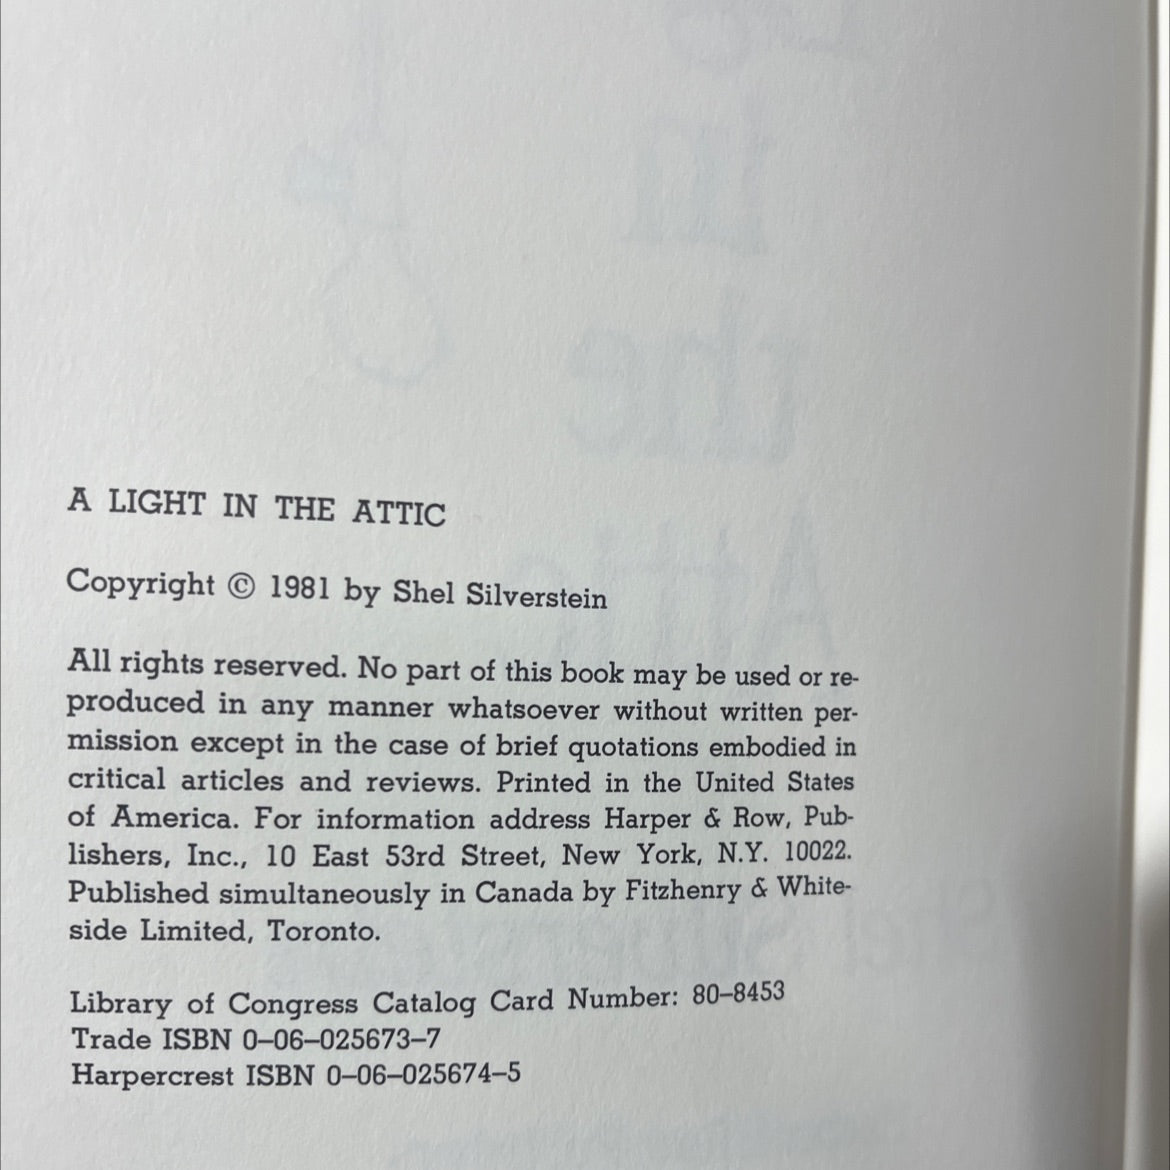 A LIGHT IN THE ATTIC
Copyright © 1981 by Shel Silverstein
All rights reserved. No part of this book may be used or re-
produced in any manner whatsoever without written per-
mission except in the case of brief quotations embodied in
critical articles and reviews. Printed in the United States
of America. For information address Harper & Row, Pub-
lishers, Inc., 10 East 53rd Street, New York, N.Y. 10022.
Published simultaneously in Canada by Fitzhenry & White-
side Limited, Toronto.
Library of Congress Catalog Card Number: 80–8453
Trade ISBN 0–06–025673–7
Harpercrest ISBN 0–06–025674–5